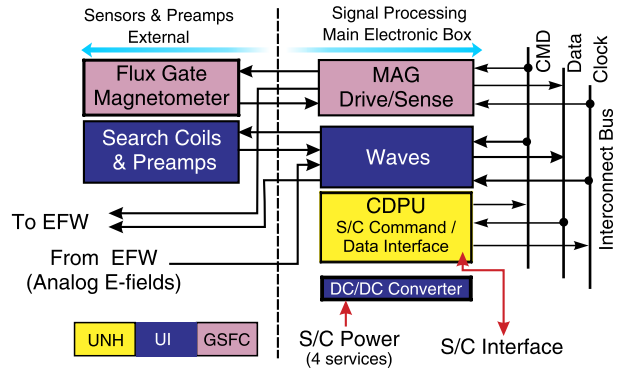 Sensors & Preamps
External
Signal Processing
Main Electronic Box
CMD
Data
Clock
Interconnect Bus
Flux Gate
Magnetometer
MAG
Drive/Sense
Search Coils
& Preamps
Waves
CDPU
S/C Command /
Data Interface
To EFW
From EFW
(Analog E-fields)
DC/DC Converter
S/C Power
(4 services)
S/C Interface
UNH
UI
GSFC